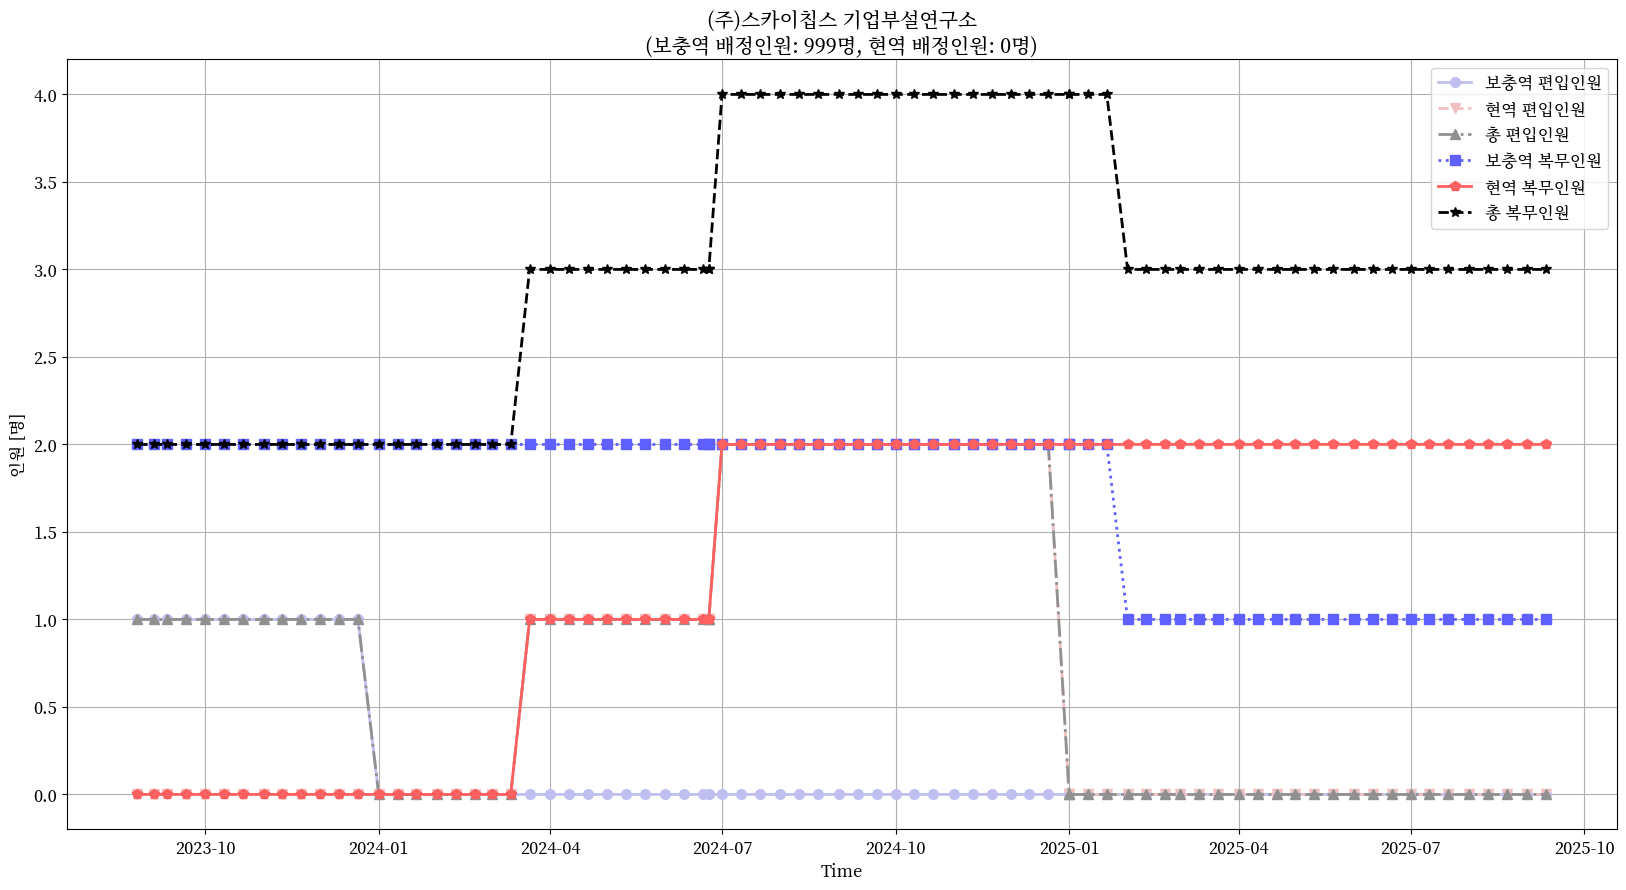 (주)스카이칩스 기업부설연구소
(보충역 배정인원: 999명, 현역 배정인원: 0명)
보충역 편입인원
현역 편입인원
총 편입인원
보충역 복무인원
현역 복무인원
총 복무인원
인원 [명]
4.0
3.5
3.0
2.5
2.0
1.5
1.0
0.5
0.0
2023-10
2024-01
2024-04
2024-07
2024-10
2025-01
2025-04
2025-07
2025-10
Time